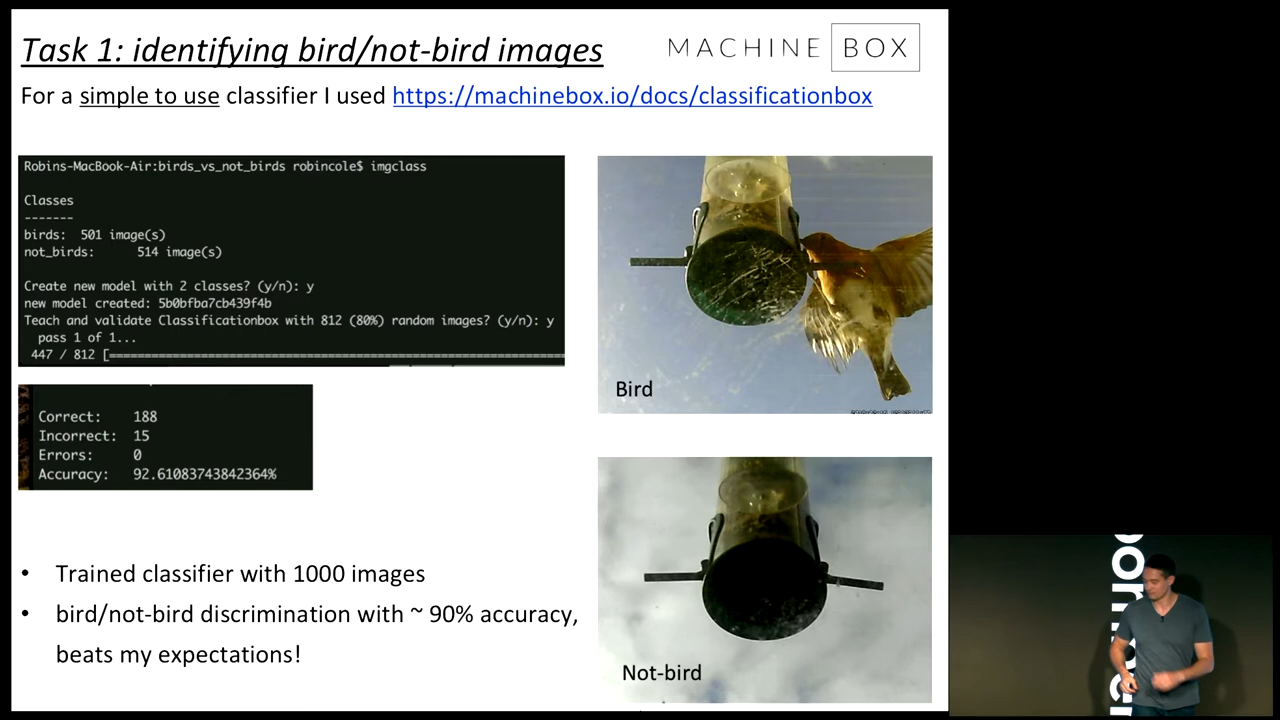 Task 1: identifying bird/not-bird images
MACHINE BOX
For a simple to use classifier I used https://machinebox.io/docs/classificationbox
Robins-MacBook-Air:birds_vs_not_birds robincole$ imgclass
Classes
-------
birds: 501 image(s)
not_birds: 514 image(s)
Create new model with 2 classes? (y/n): y
new model created: 5b0bfba7cb439f4b
Teach and validate Classificationbox with 812 (80%) random images? (y/n): y
pass 1 of 1...
447 / 812 [====================================================
Correct: 188
Incorrect: 15
Errors: 0
Accuracy: 92.61083743842364%
Bird
Not-bird
• Trained classifier with 1000 images
• bird/not-bird discrimination with ~ 90% accuracy,
beats my expectations!